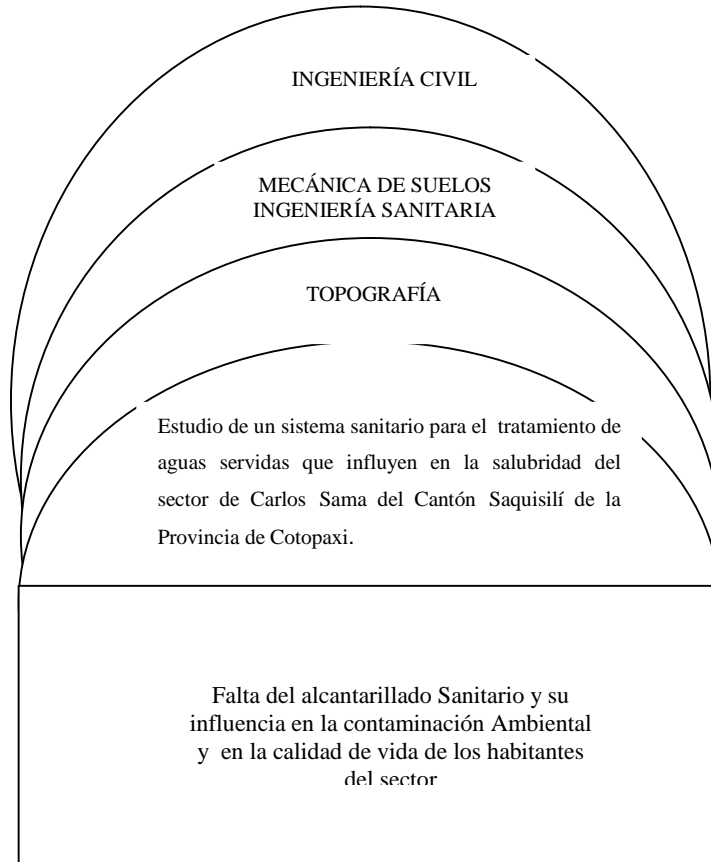 INGENIERÍA CIVIL
MECÁNICA DE SUELOS
INGENIERÍA SANITARIA
TOPOGRAFÍA
Estudio de un sistema sanitario para el tratamiento de
aguas servidas que influyen en la salubridad del
sector de Carlos Sama del Cantón Saquisilí de la
Provincia de Cotopaxi.
Falta del alcantarillado Sanitario y su
influencia en la contaminación Ambiental
y en la calidad de vida de los habitantes
del sector